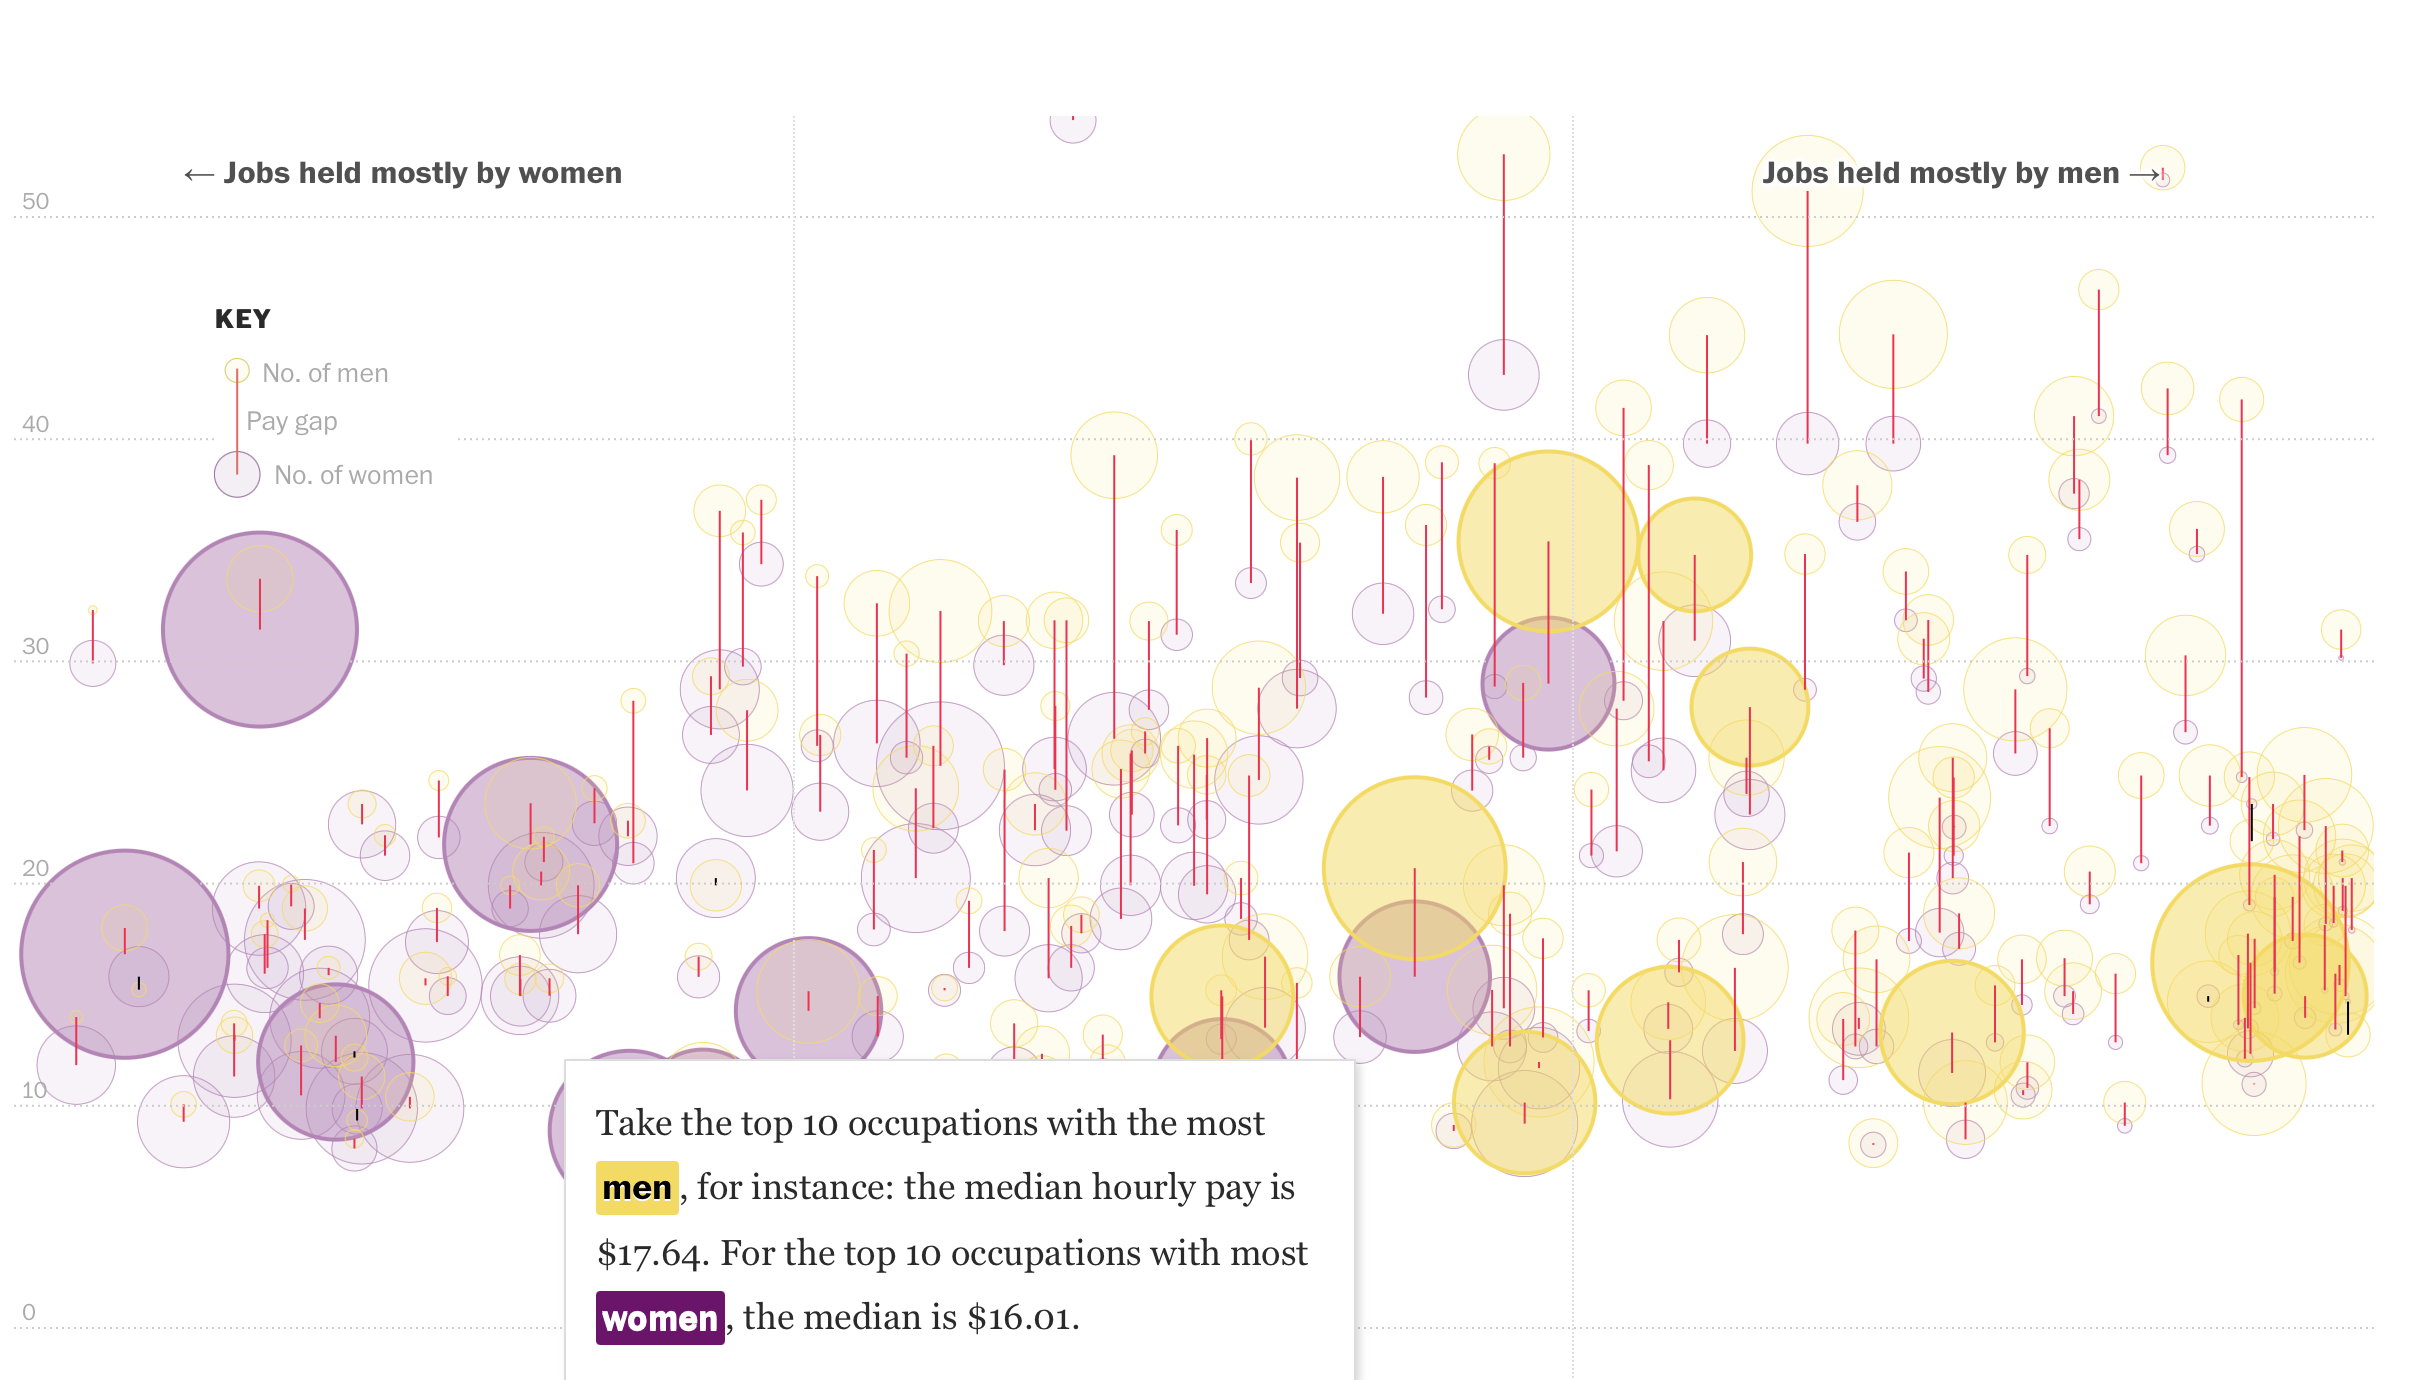 ← Jobs held mostly by women
Jobs held mostly by men →
50
KEY
No. of men
Pay gap
No. of women
40
30
20
10
0
Take the top 10 occupations with the most
men, for instance: the median hourly pay is
$17.64. For the top 10 occupations with most
women, the median is $16.01.